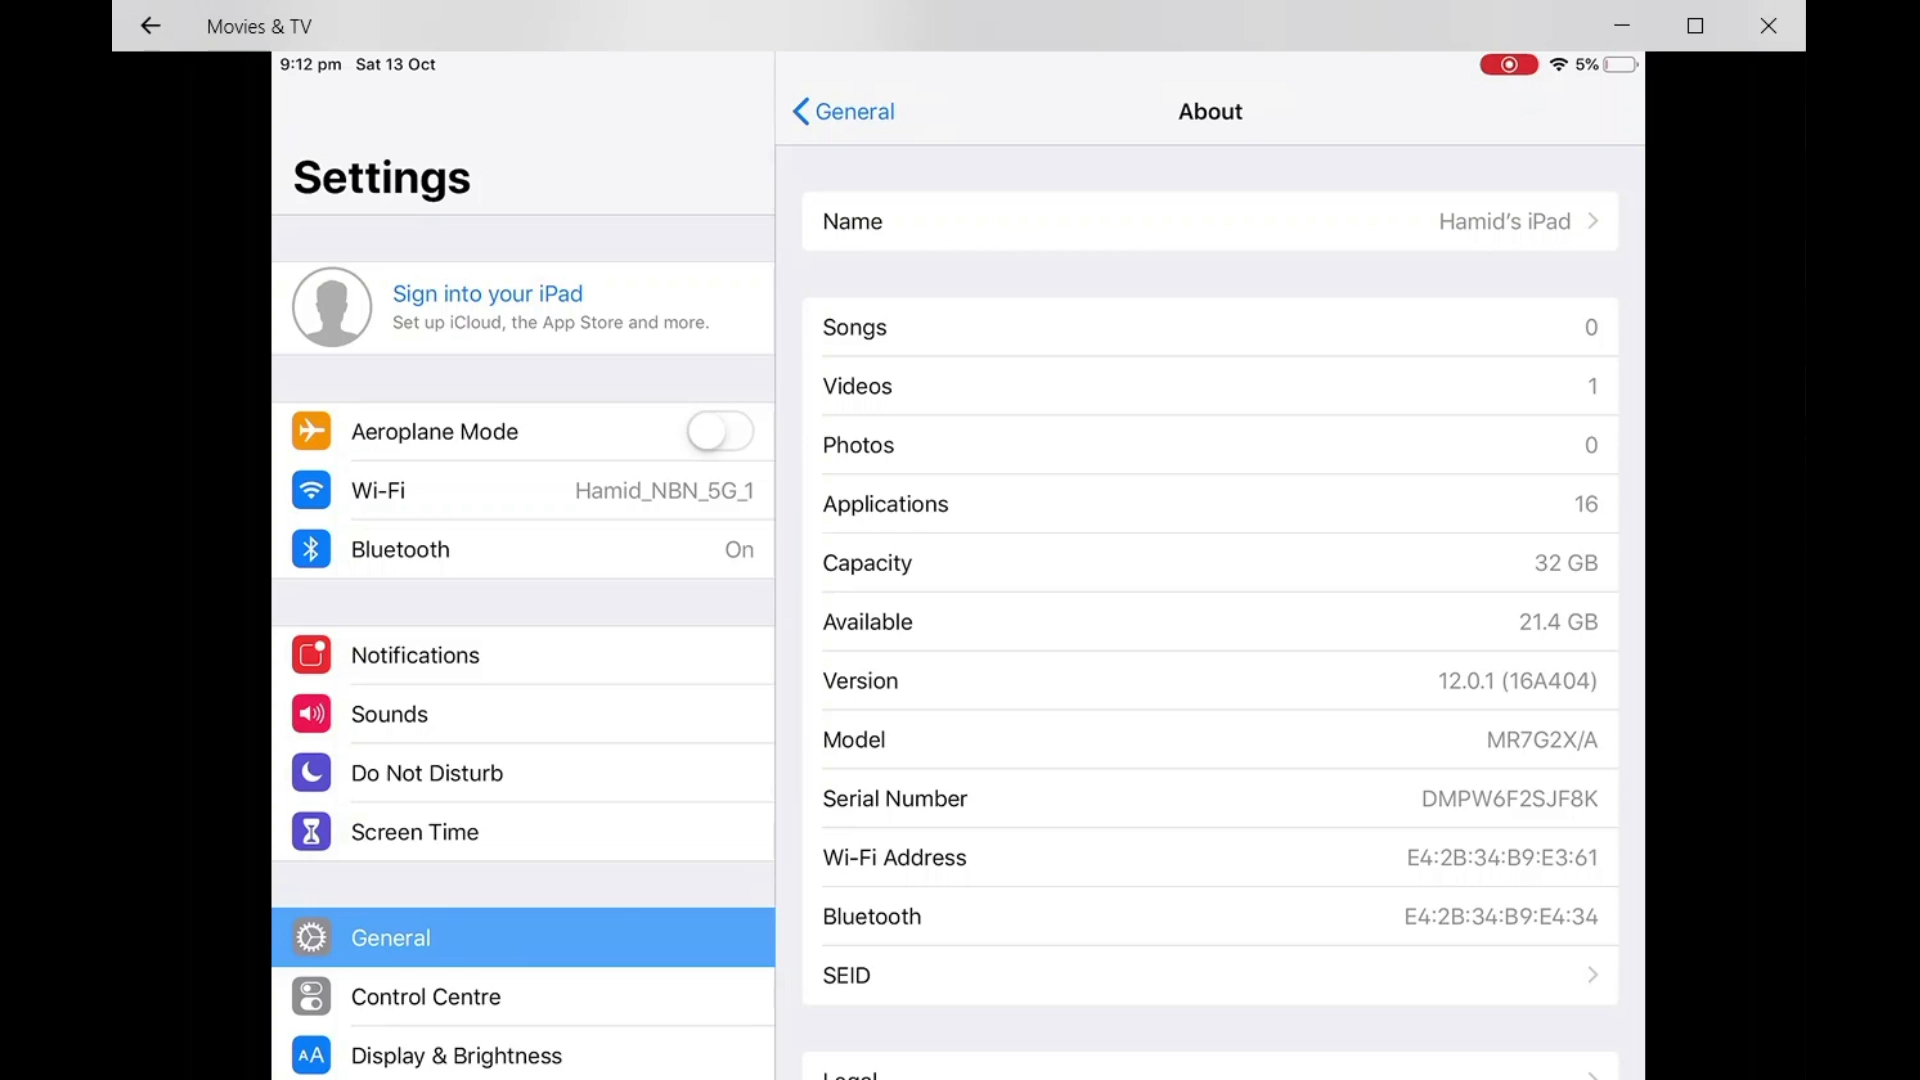 Movies & TV
9:12 pm Sat 13 Oct
5%
Settings
Sign into your iPad
Set up iCloud, the App Store and more.
Aeroplane Mode
Wi-Fi Hamid_NBN_5G_1
Bluetooth On
Notifications
Sounds
Do Not Disturb
Screen Time
General
Control Centre
AA Display & Brightness
General
About
Name Hamid’s iPad
Songs 0
Videos 1
Photos 0
Applications 16
Capacity 32 GB
Available 21.4 GB
Version 12.0.1 (16A404)
Model MR7G2X/A
Serial Number DMPW6F2SJF8K
Wi-Fi Address E4:2B:34:B9:E3:61
Bluetooth E4:2B:34:B9:E4:34
SEID
Legal